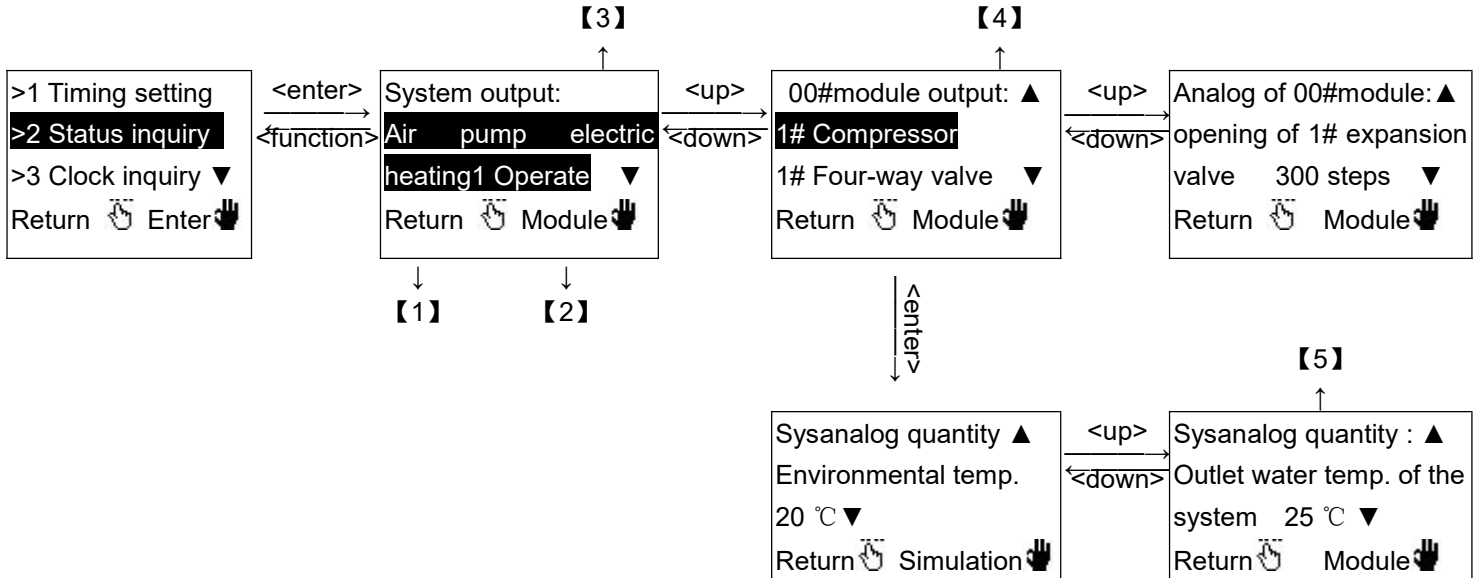 【3】
【4】
>1 Timing setting
>2 Status inquiry
>3 Clock inquiry ▼
Return Enter
<enter>
<function>
System output:
Air pump electric
heating1 Operate ▼
Return Module
<up>
<down>
00#module output: ▲
1# Compressor
1# Four-way valve ▼
Return Module
<up>
<down>
Analog of 00#module:▲
opening of 1# expansion
valve 300 steps ▼
Return Module
【1】
【2】
<enter>
【5】
Sysanalog quantity ▲
Environmental temp.
20 ℃▼
Return Simulation
<up>
<down>
Sysanalog quantity : ▲
Outlet water temp. of the
system 25 ℃ ▼
Return Module